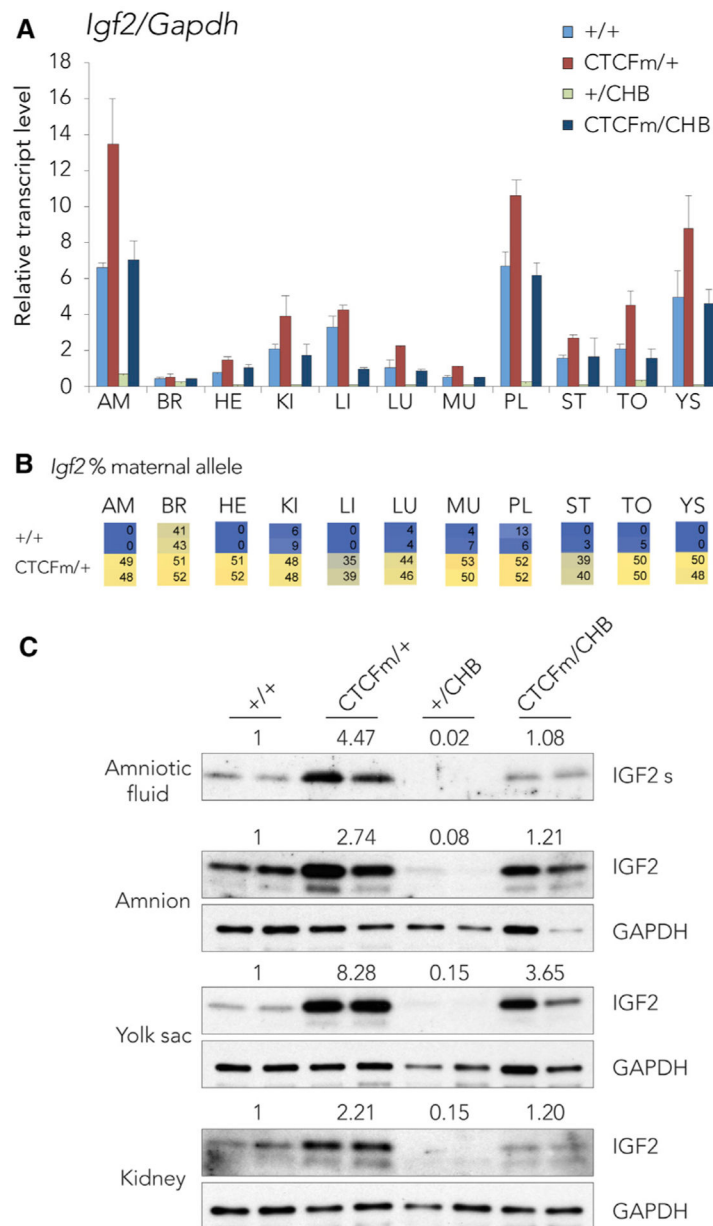 A Igf2/Gapdh
+/+
CTCFm/+
+/CHB
CTCFm/CHB
Relative transcript level
18
16
14
12
10
8
6
4
2
0
AM BR HE KI LI LU MU PL ST TO YS
B Igf2 % maternal allele
AM BR HE KI LI LU MU PL ST TO YS
+/+ 0 41 0 6 0 4 4 13 0 0 0
0 43 0 9 0 4 7 6 3 5 0
CTCFm/+ 49 51 51 48 35 44 53 52 39 50 50
48 52 52 48 39 46 50 52 40 50 48
C
+/+ CTCFm/+ +/CHB CTCFm/CHB
1 4.47 0.02 1.08
Amniotic fluid IGF2 s
1 2.74 0.08 1.21
IGF2
Amnion
GAPDH
1 8.28 0.15 3.65
IGF2
Yolk sac
GAPDH
1 2.21 0.15 1.20
IGF2
Kidney
GAPDH